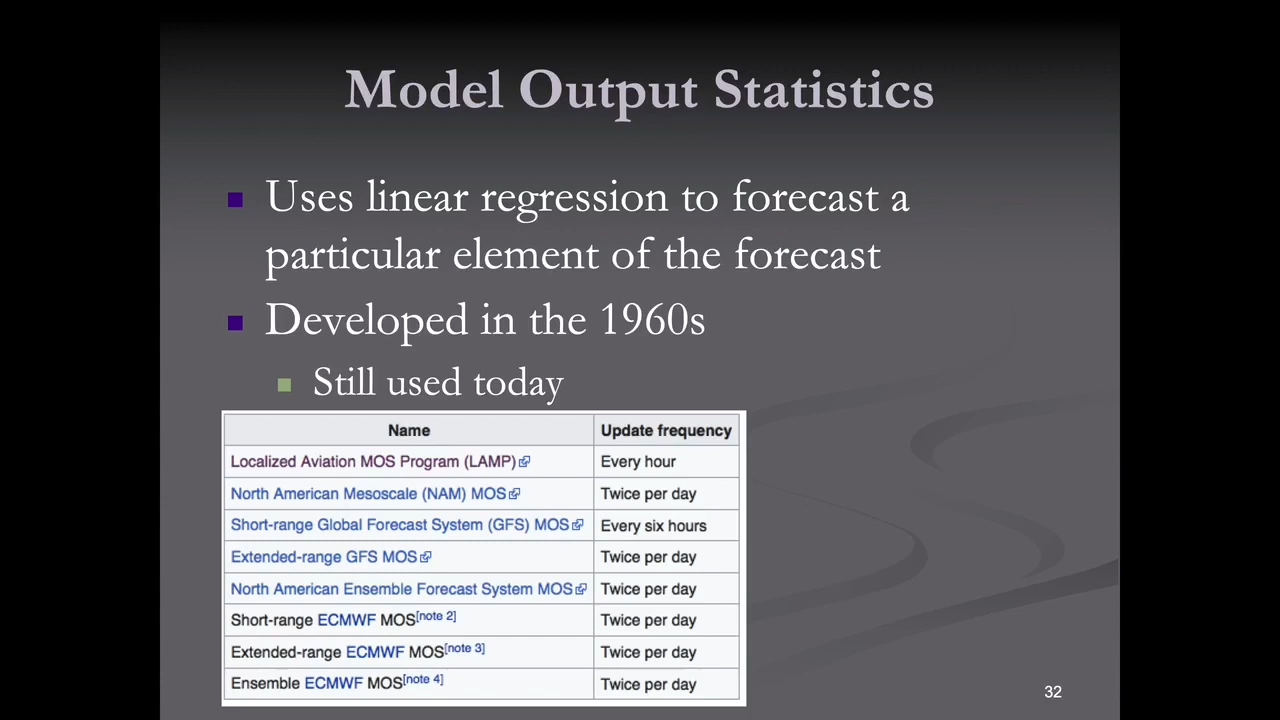 Model Output Statistics
Uses linear regression to forecast a
particular element of the forecast
Developed in the 1960s
Still used today
Name Update frequency
Localized Aviation MOS Program (LAMP) Every hour
North American Mesoscale (NAM) MOS Twice per day
Short-range Global Forecast System (GFS) MOS Every six hours
Extended-range GFS MOS Twice per day
North American Ensemble Forecast System MOS Twice per day
Short-range ECMWF MOS[note 2] Twice per day
Extended-range ECMWF MOS[note 3] Twice per day
Ensemble ECMWF MOS[note 4] Twice per day
32